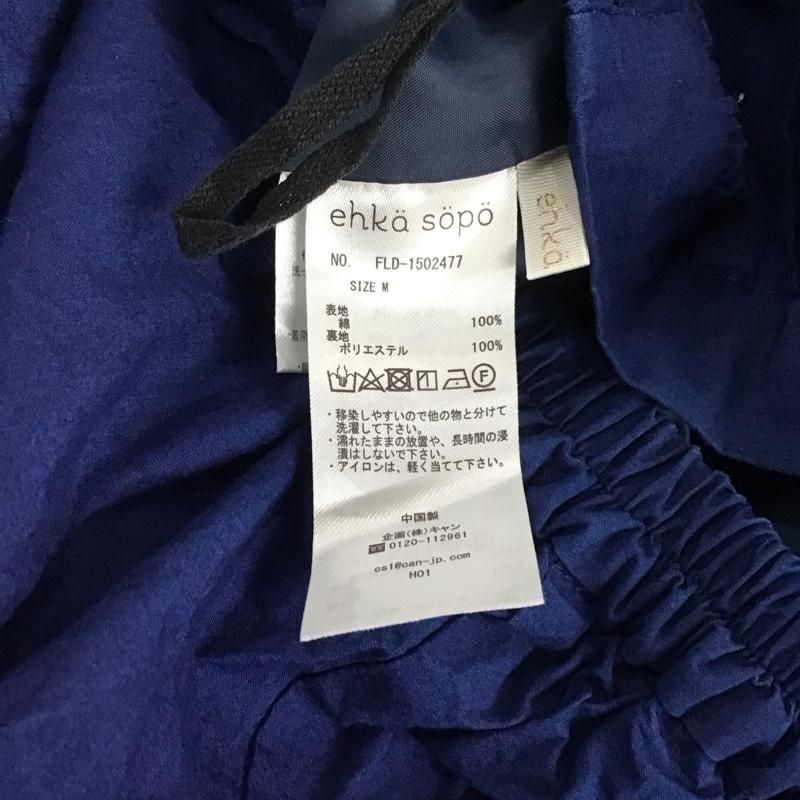 ehkä söpö
NO. FLD-1502477
SIZE M
表地
綿 100%
裏地
ポリエステル 100%
・移染しやすいので他の物と分けて
洗濯して下さい。
・濡れたままの放置や、長時間の浸
漬はしないで下さい。
・アイロンは、軽く当てて下さい。
中国製
企画(株)キャン
0120-112961
cs1@can-jp.com
H01
ehkä
洗っ
・着用